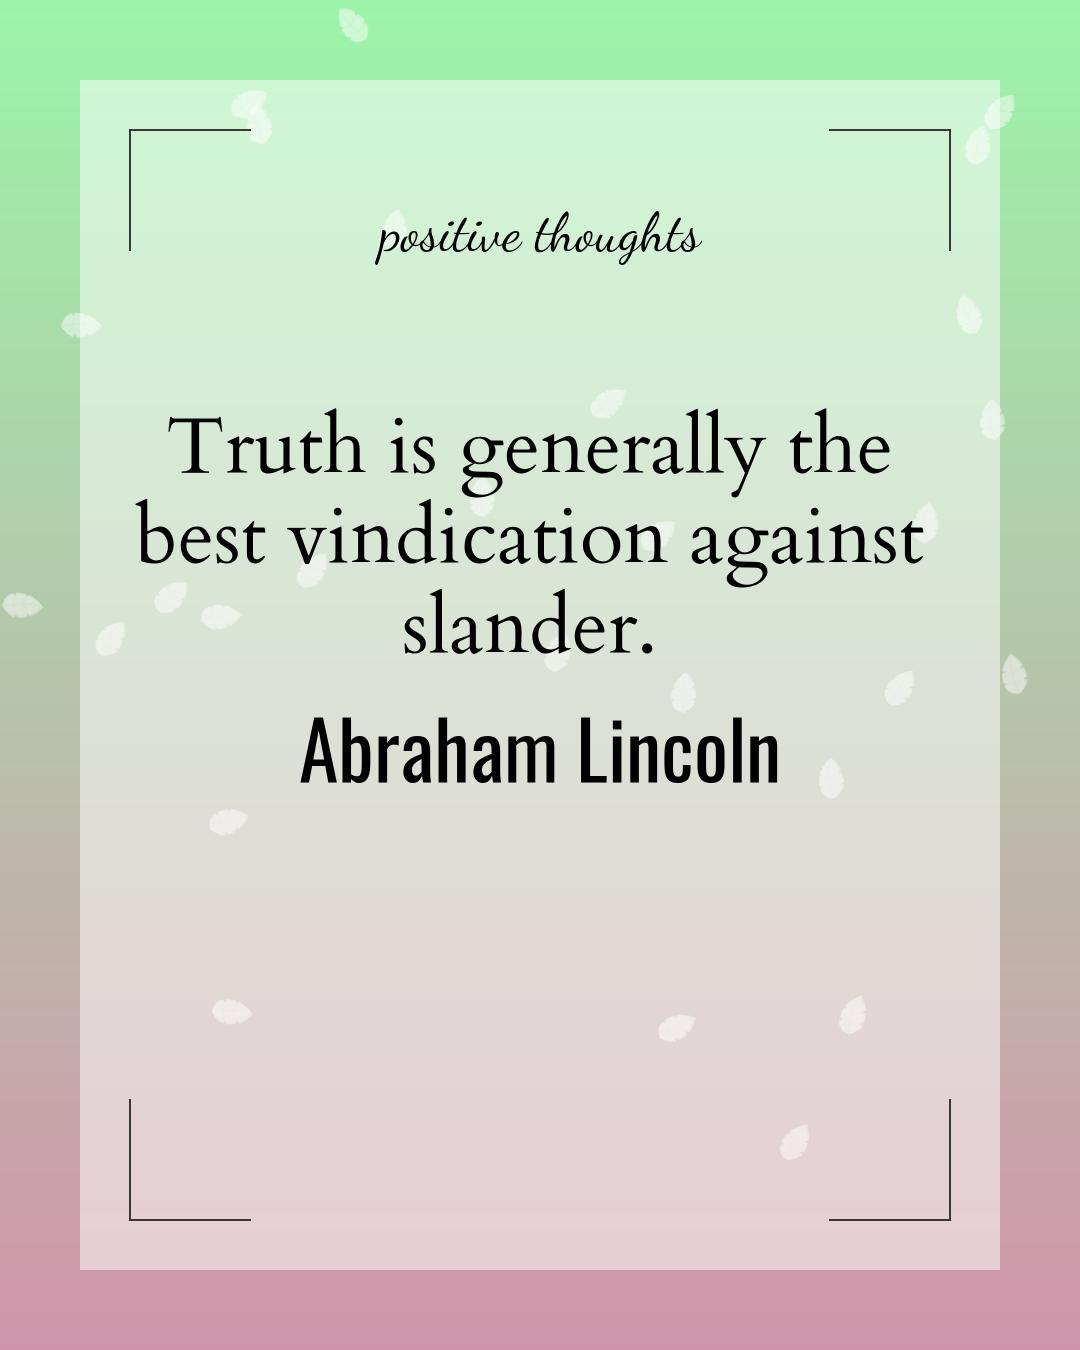 positive thoughts
Truth is generally the
best vindication against
slander.
Abraham Lincoln